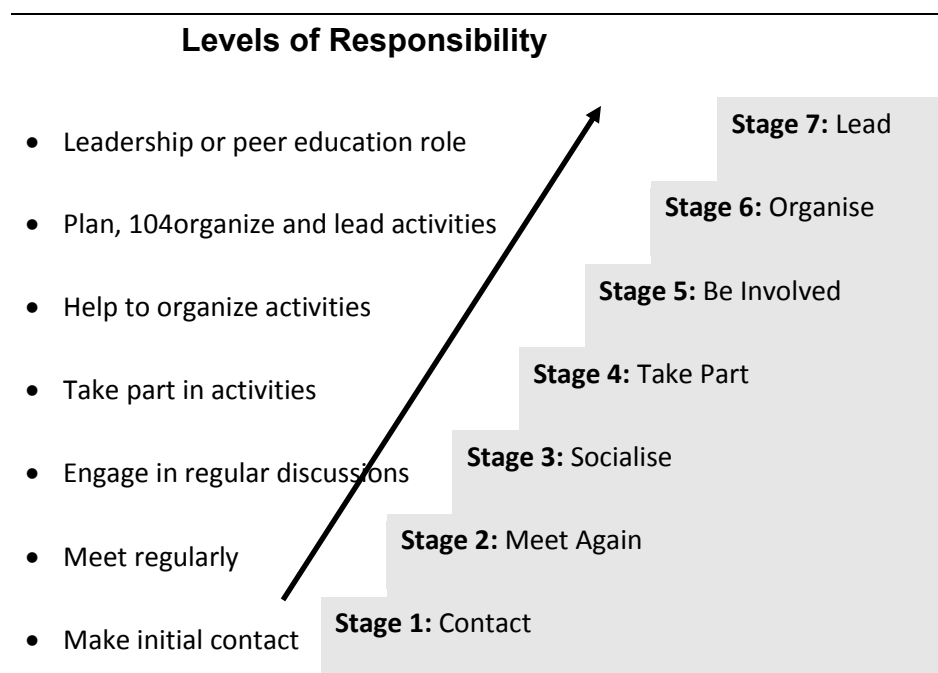 Levels of Responsibility
• Leadership or peer education role
Stage 7: Lead
• Plan, 104organize and lead activities
Stage 6: Organise
• Help to organize activities
Stage 5: Be Involved
• Take part in activities
Stage 4: Take Part
• Engage in regular discussions
Stage 3: Socialise
• Meet regularly
Stage 2: Meet Again
• Make initial contact
Stage 1: Contact